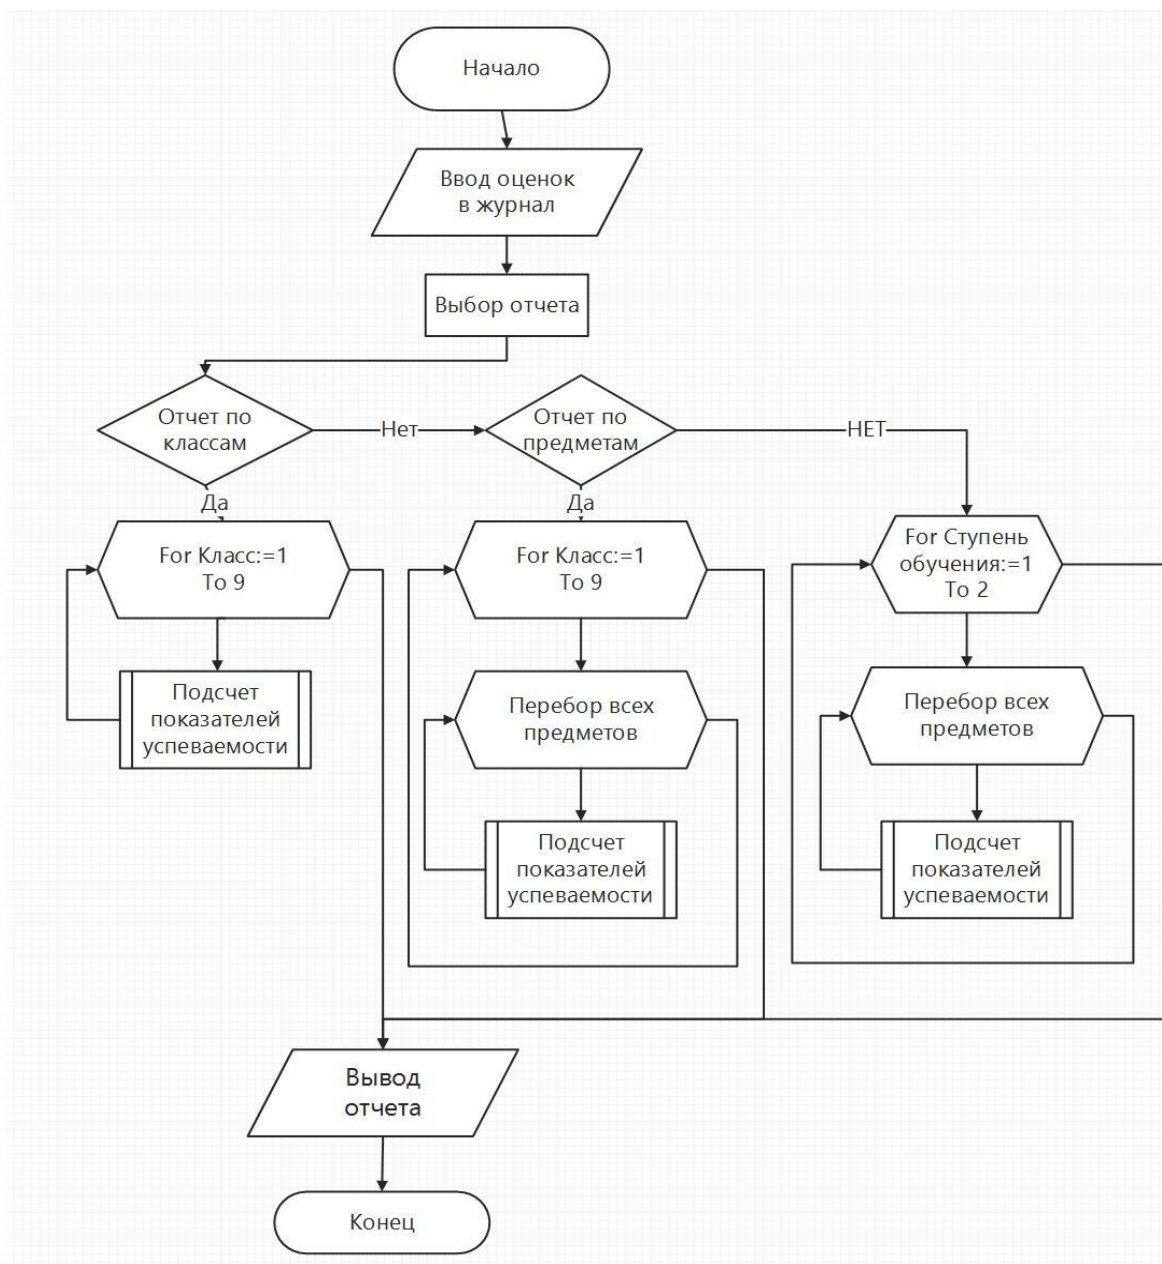 Начало
Ввод оценок
в журнал
Выбор отчета
Отчет по
классам
Нет
Отчет по
предметам
НЕТ
Да
Да
For Класс:=1
To 9
For Класс:=1
To 9
For Ступень
обучения:=1
To 2
Подсчет
показателей
успеваемости
Перебор всех
предметов
Перебор всех
предметов
Подсчет
показателей
успеваемости
Подсчет
показателей
успеваемости
Вывод
отчета
Конец